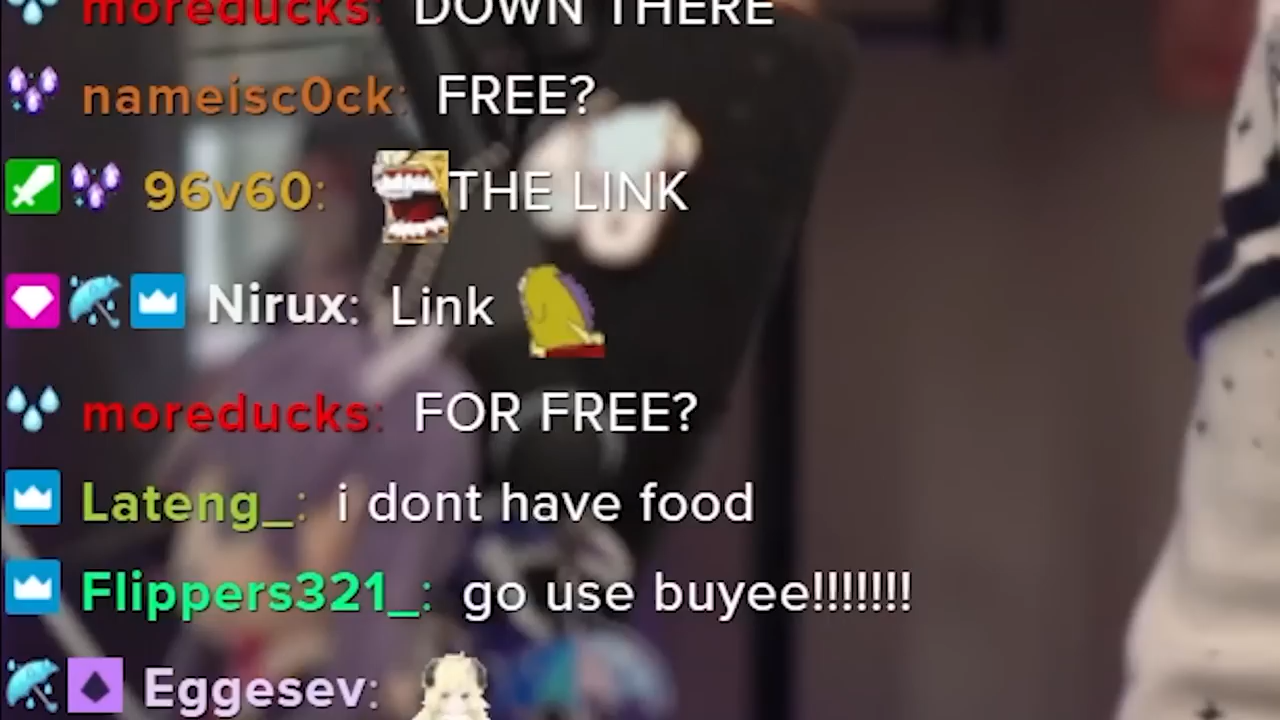 moreducks: DOWN THERE
nameisc0ck: FREE?
96v60: THE LINK
Nirux: Link
moreducks: FOR FREE?
Lateng_: i dont have food
Flippers321_: go use buyee!!!!!!!
Eggesev: